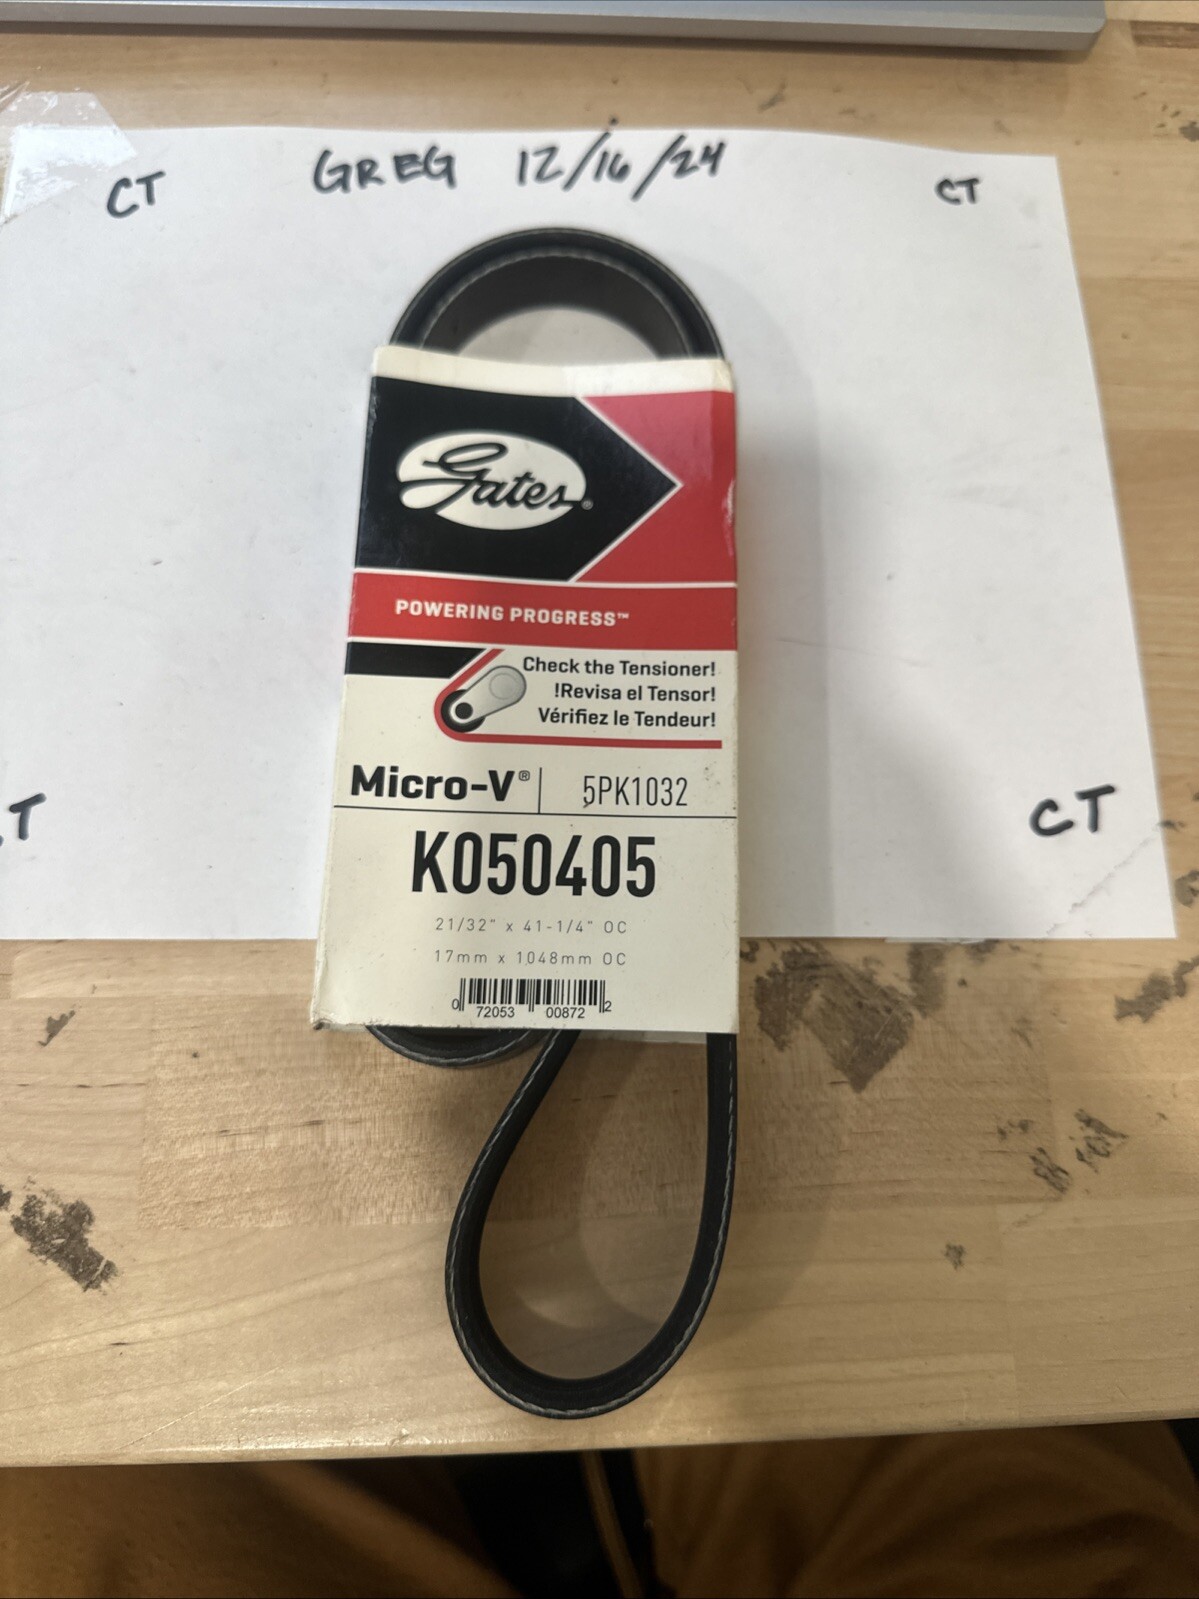 GREG 12/16/24
CT
CT
Gates®
POWERING PROGRESS™
Check the Tensioner!
!Revisa el Tensor!
Vérifiez le Tendeur!
Micro-V® 5PK1032
K050405
21/32" x 41-1/4" OC
17mm x 1048mm OC
0 72053 00872 2
CT
CT